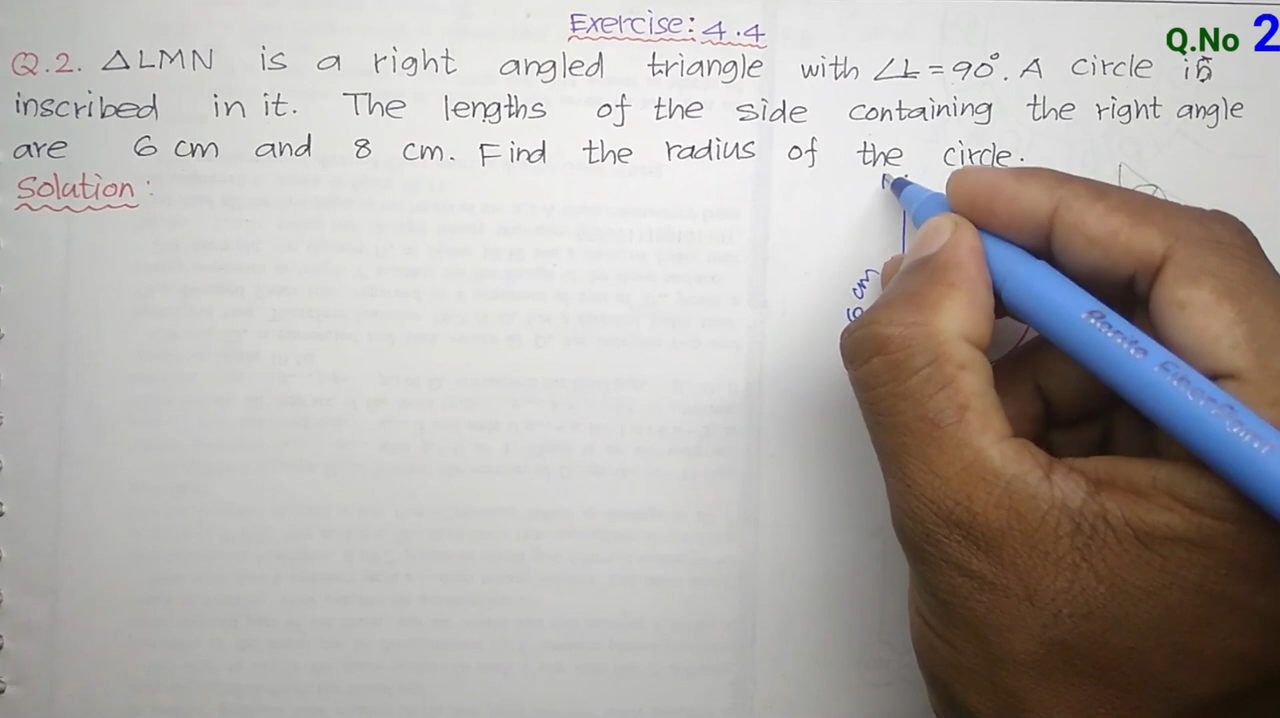 Exercise: 4.4
Q.No 2
Q.2. △LMN is a right angled triangle with ∠L = 90°. A circle is
inscribed in it. The lengths of the side containing the right angle
are 6 cm and 8 cm. Find the radius of the circle.
Solution:
6 cm